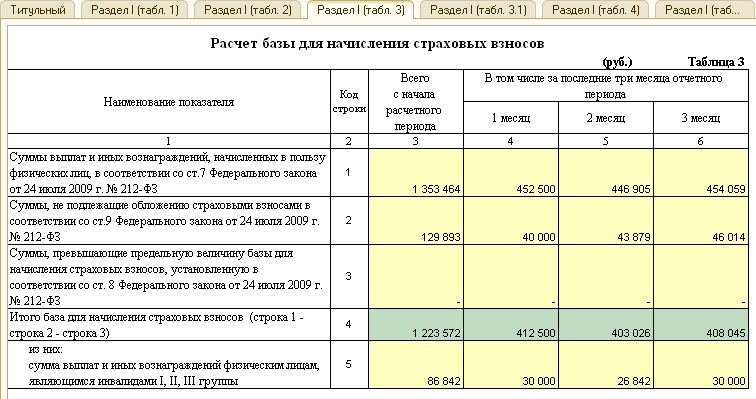 Титульный Раздел I (табл. 1) Раздел I (табл. 2) Раздел I (табл. 3) Раздел I (табл. 3.1) Раздел I (табл. 4) Раздел I (таб...
Расчет базы для начисления страховых взносов
(руб.) Таблица 3
Наименование показателя
Код
строки
Всего
с начала
расчетного
периода
В том числе за последние три месяца отчетного
периода
1 месяц 2 месяц 3 месяц
1 2 3 4 5 6
Суммы выплат и иных вознаграждений, начисленных в пользу
физических лиц, в соответствии со ст.7 Федерального закона
от 24 июля 2009 г. № 212-ФЗ
1
1 353 464 452 500 446 905 454 059
Суммы, не подлежащие обложению страховыми взносами в
соответствии со ст.9 Федерального закона от 24 июля 2009 г.
№ 212-ФЗ
2
129 893 40 000 43 879 46 014
Суммы, превышающие предельную величину базы для
начисления страховых взносов, установленную в
соответствии со ст. 8 Федерального закона от 24 июля 2009 г.
№ 212-ФЗ
3
- - - -
Итого база для начисления страховых взносов (строка 1 -
строка 2 - строка 3)
4
1 223 572 412 500 403 026 408 045
из них:
сумма выплат и иных вознаграждений физическим лицам,
являющимся инвалидами I, II, III группы
5
86 842 30 000 26 842 30 000